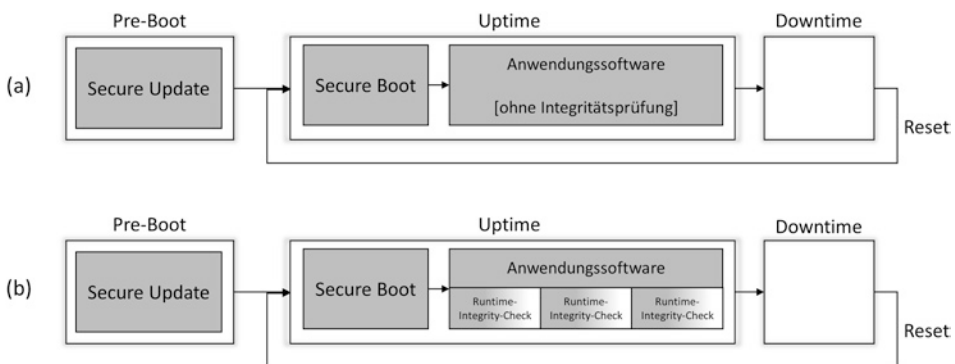 Pre-Boot Uptime Downtime
(a) Secure Update Secure Boot Anwendungssoftware
[ohne Integritätsprüfung]
Reset
Pre-Boot Uptime Downtime
(b) Secure Update Secure Boot Anwendungssoftware
Runtime- Runtime- Runtime-
Integrity-Check Integrity-Check Integrity-Check
Reset